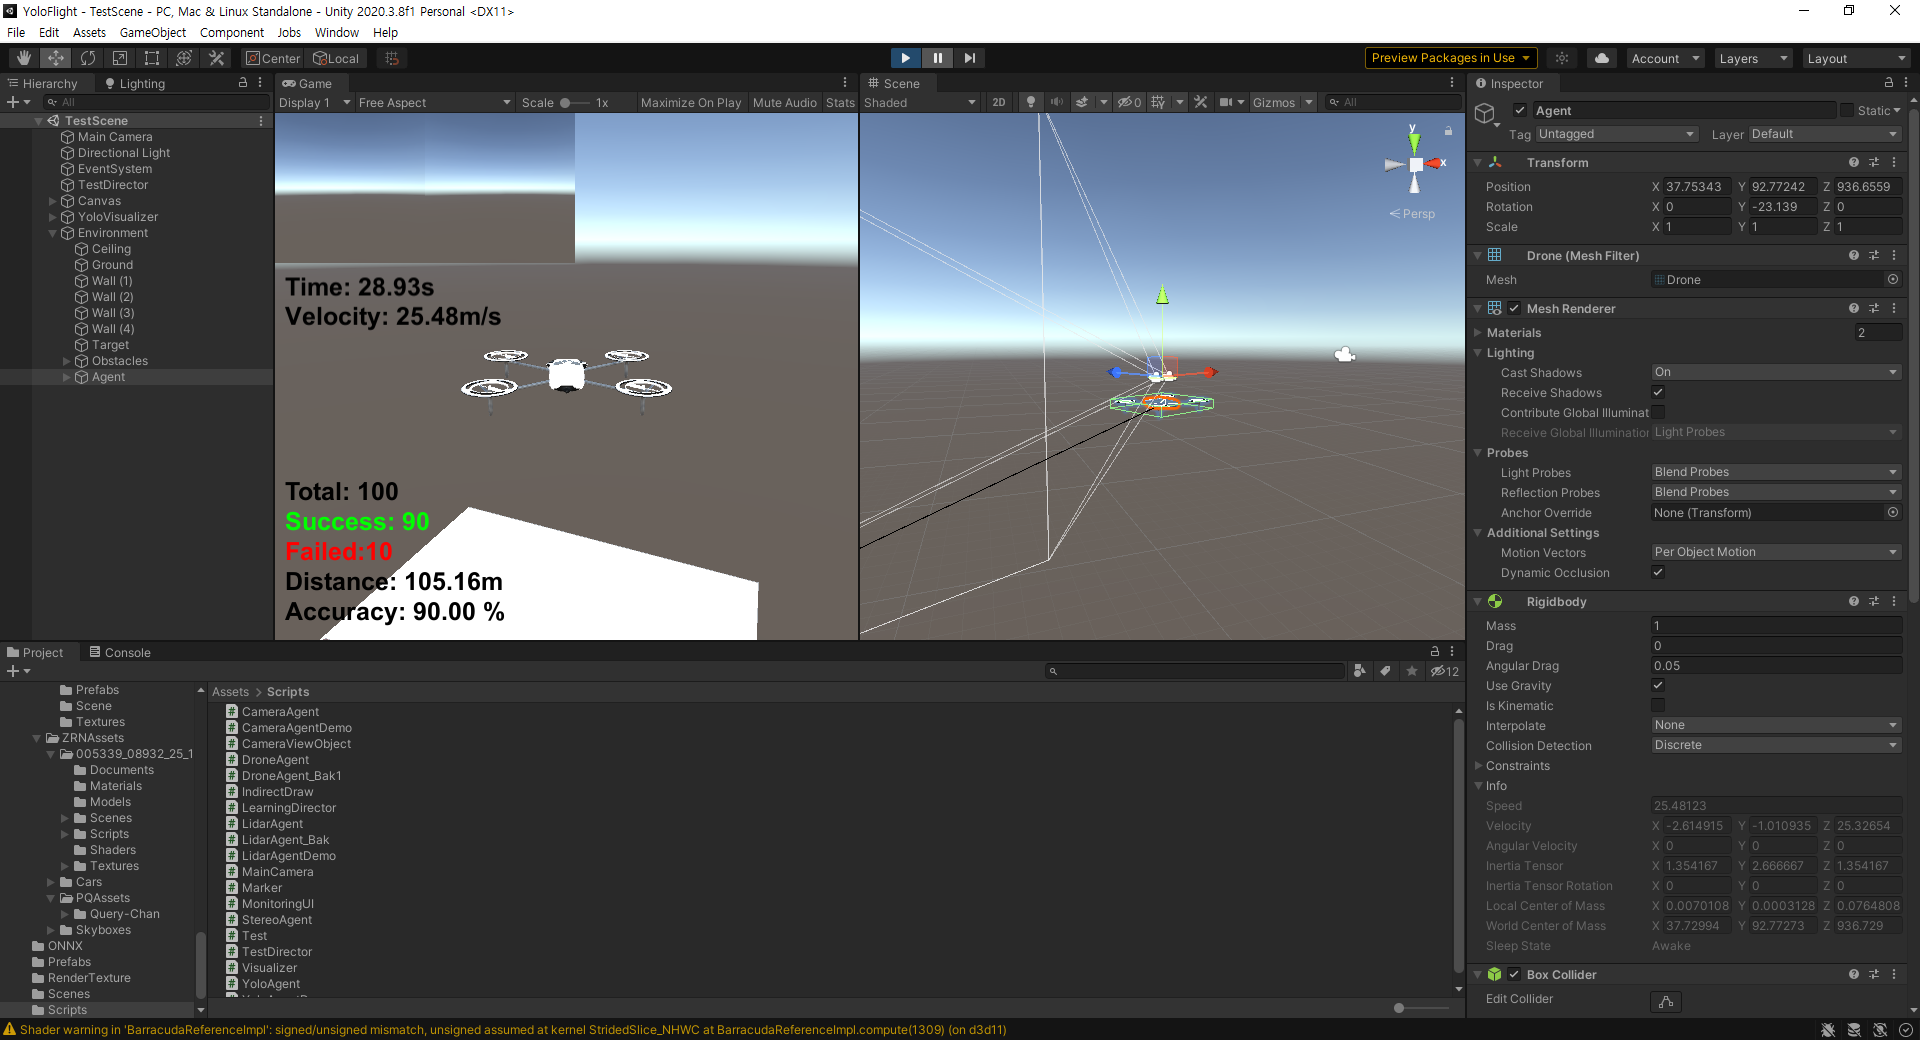 YoloFlight - TestScene - PC, Mac & Linux Standalone - Unity 2020.3.8f1 Personal <DX11>
File Edit Assets GameObject Component Jobs Window Help
Center Local
Preview Packages in Use
Account Layers Layout
Hierarchy Lighting
All
TestScene
Main Camera
Directional Light
EventSystem
TestDirector
Canvas
YoloVisualizer
Environment
Ceiling
Ground
Wall (1)
Wall (2)
Wall (3)
Wall (4)
Target
Obstacles
Agent
Game
Display 1 Free Aspect Scale 1x Maximize On Play Mute Audio Stats
Time: 28.93s
Velocity: 25.48m/s
Total: 100
Success: 90
Failed:10
Distance: 105.16m
Accuracy: 90.00 %
Scene
Shaded 2D 0 Gizmos All
y
x
Persp
Inspector
Agent Static
Tag Untagged Layer Default
Transform
Position X 37.75343 Y 92.77242 Z 936.6559
Rotation X 0 Y -23.139 Z 0
Scale X 1 Y 1 Z 1
Drone (Mesh Filter)
Mesh Drone
Mesh Renderer
Materials 2
Lighting
Cast Shadows On
Receive Shadows
Contribute Global Illuminat
Receive Global Illumination Light Probes
Probes
Light Probes Blend Probes
Reflection Probes Blend Probes
Anchor Override None (Transform)
Additional Settings
Motion Vectors Per Object Motion
Dynamic Occlusion
Rigidbody
Mass 1
Drag 0
Angular Drag 0.05
Use Gravity
Is Kinematic
Interpolate None
Collision Detection Discrete
Constraints
Info
Speed 25.48123
Velocity X -2.614915 Y -1.010935 Z 25.32654
Angular Velocity X 0 Y 0 Z 0
Inertia Tensor X 1.354167 Y 2.666667 Z 1.354167
Inertia Tensor Rotation X 0 Y 0 Z 0
Local Center of Mass X 0.0070108 Y 0.0003128 Z 0.0764808
World Center of Mass X 37.72994 Y 92.77273 Z 936.729
Sleep State Awake
Box Collider
Edit Collider
Project Console
12
Prefabs
Scene
Textures
ZRNAssets
005339_08932_25_1
Documents
Materials
Models
Scenes
Scripts
Shaders
Textures
Cars
PQAssets
Query-Chan
Skyboxes
ONNX
Prefabs
RenderTexture
Scenes
Scripts
Assets > Scripts
CameraAgent
CameraAgentDemo
CameraViewObject
DroneAgent
DroneAgent_Bak1
IndirectDraw
LearningDirector
LidarAgent
LidarAgent_Bak
LidarAgentDemo
MainCamera
Marker
MonitoringUI
StereoAgent
Test
TestDirector
Visualizer
YoloAgent
Shader warning in 'BarracudaReferenceImpl': signed/unsigned mismatch, unsigned assumed at kernel StridedSlice_NHWC at BarracudaReferenceImpl.compute(1309) (on d3d11)